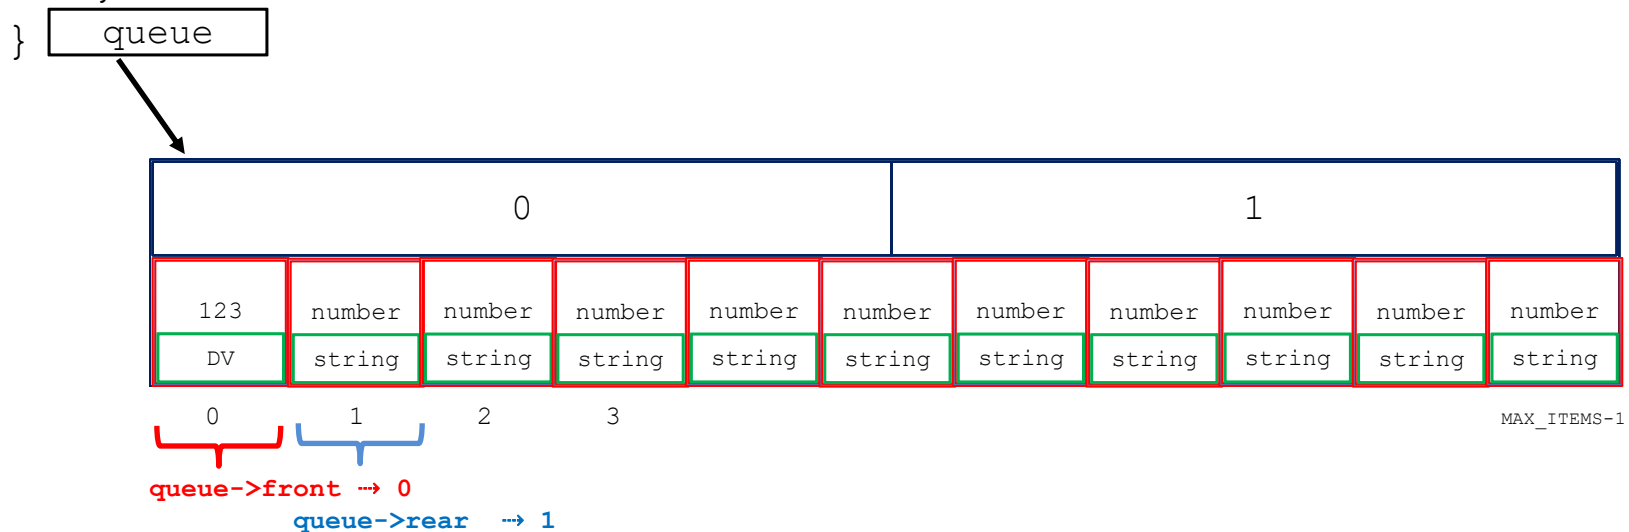 } queue
0 1
123 number number number number number number number number number number
DV string string string string string string string string string string
0 1 2 3 MAX_ITEMS-1
queue->front ⇢ 0
queue->rear ⇢ 1